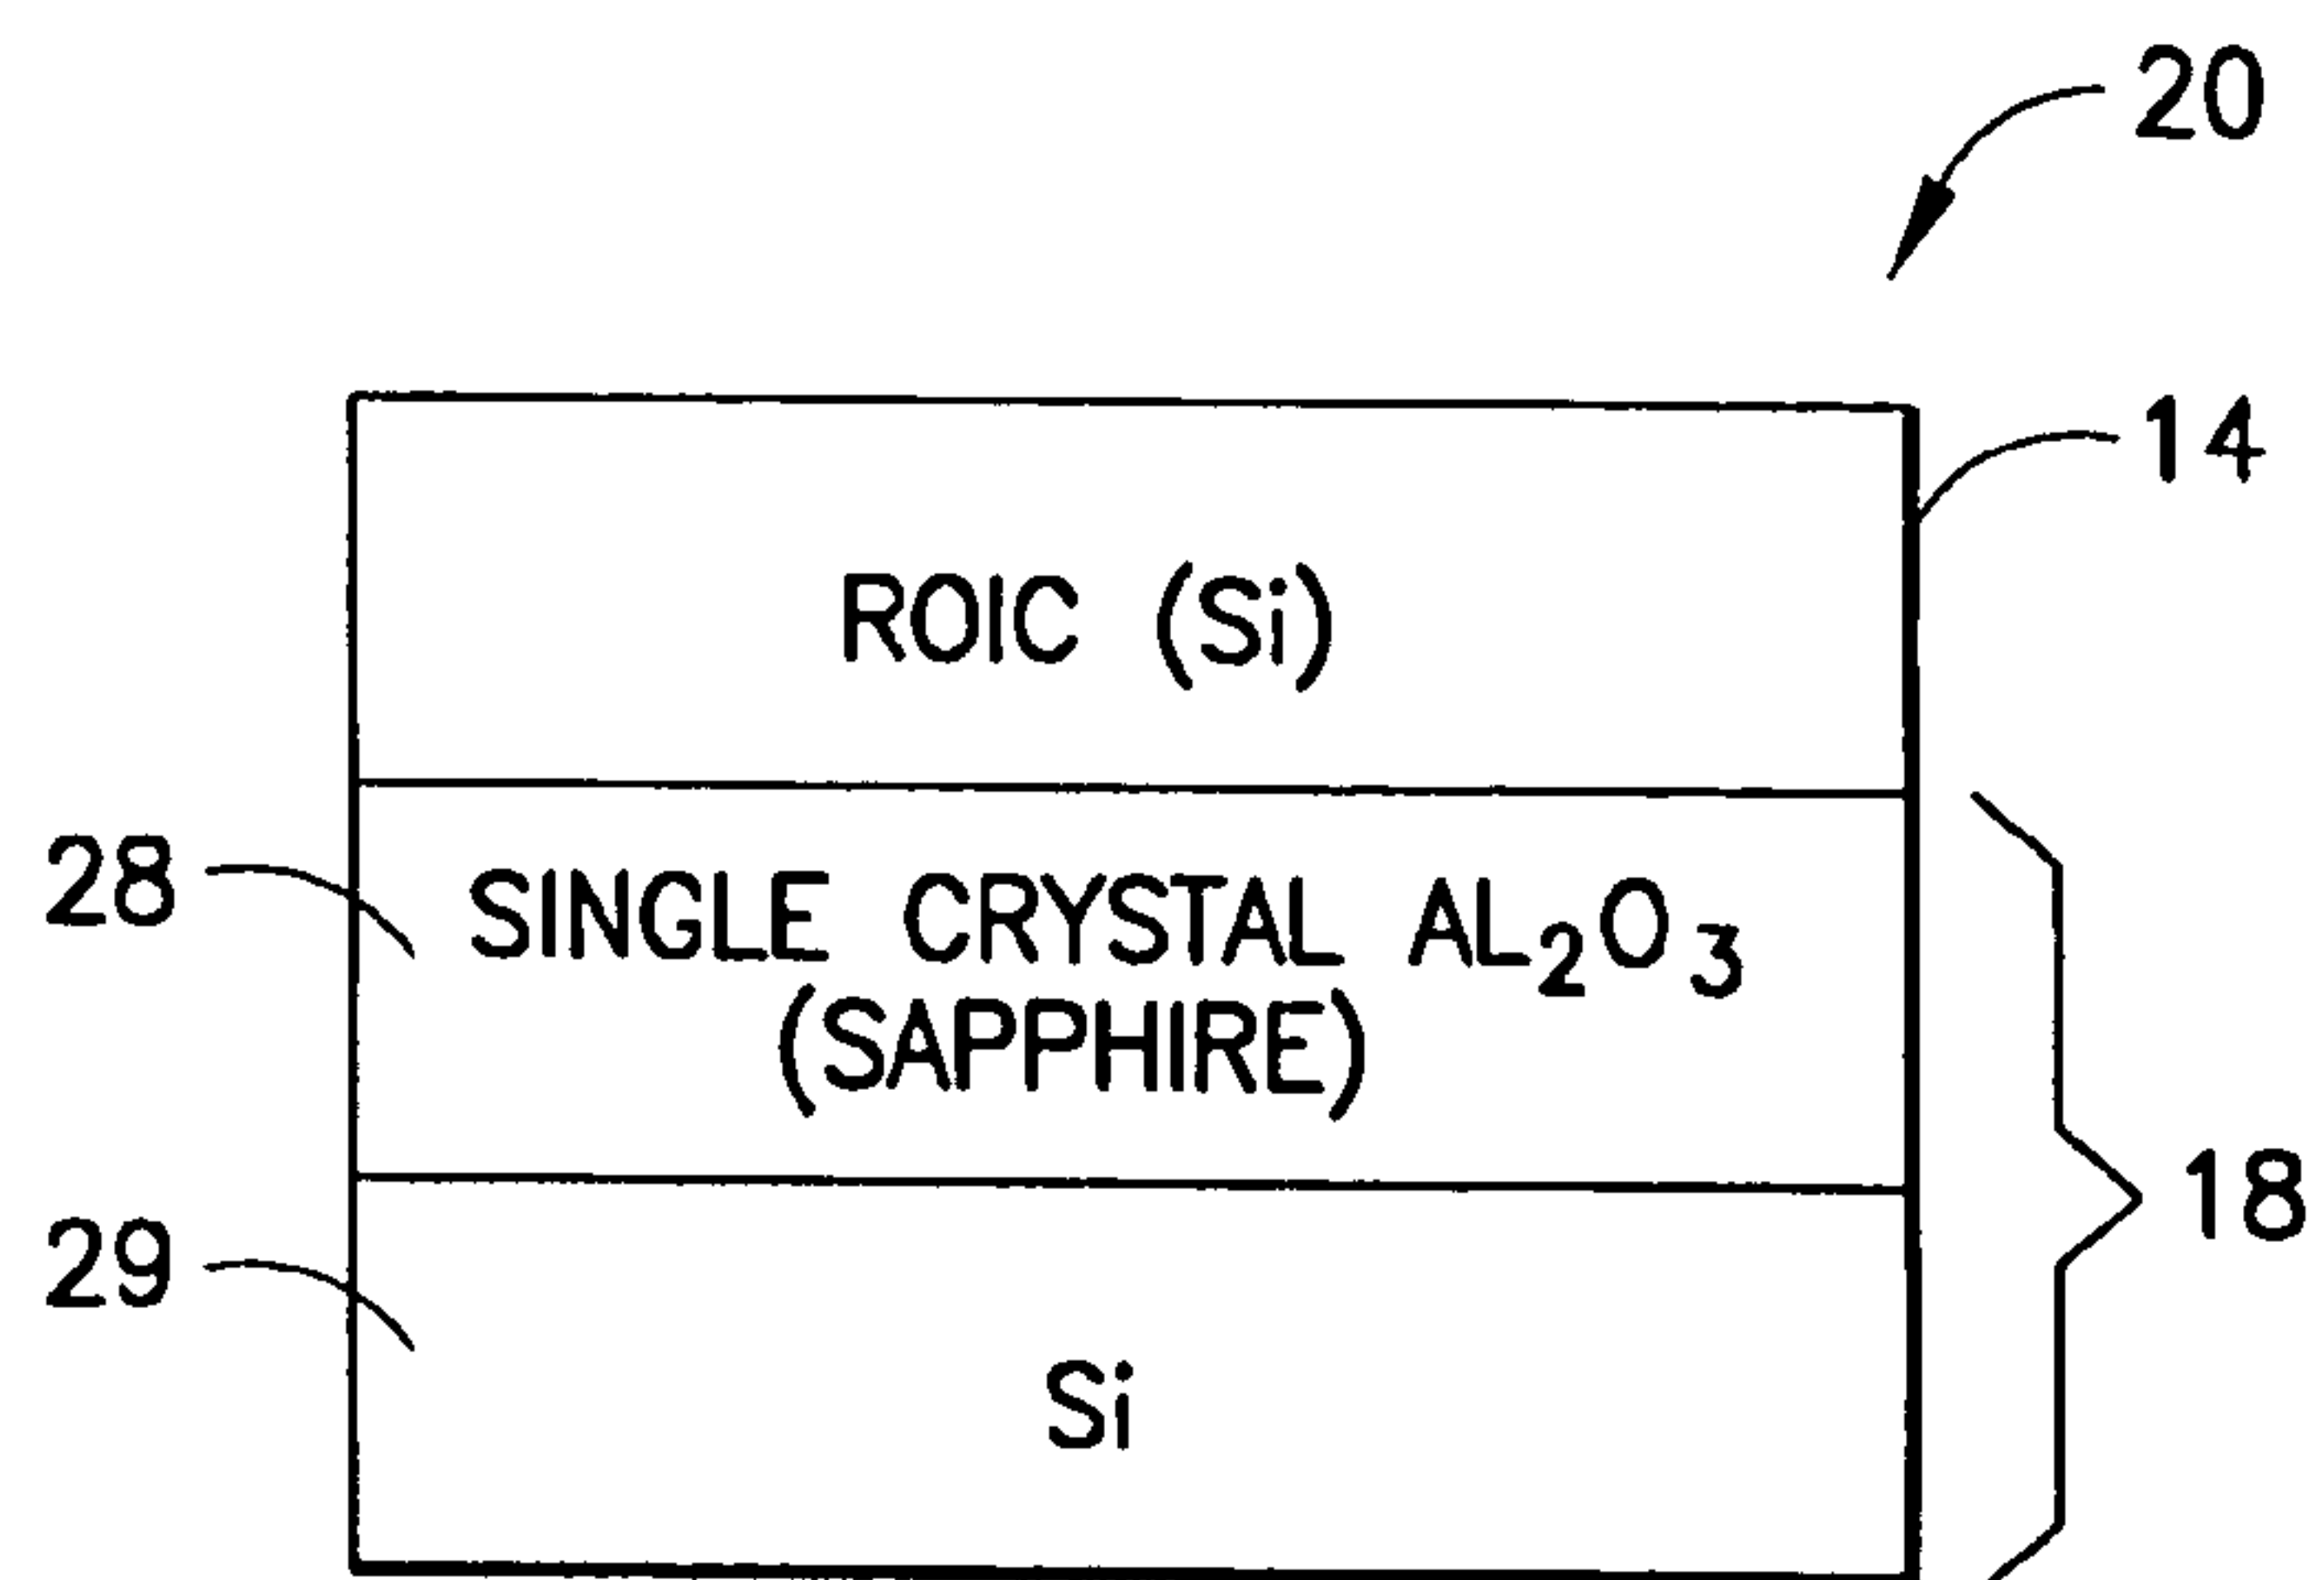 20
14
ROIC (Si)
28
SINGLE CRYSTAL AL₂O₃
(SAPPHIRE)
18
29
Si